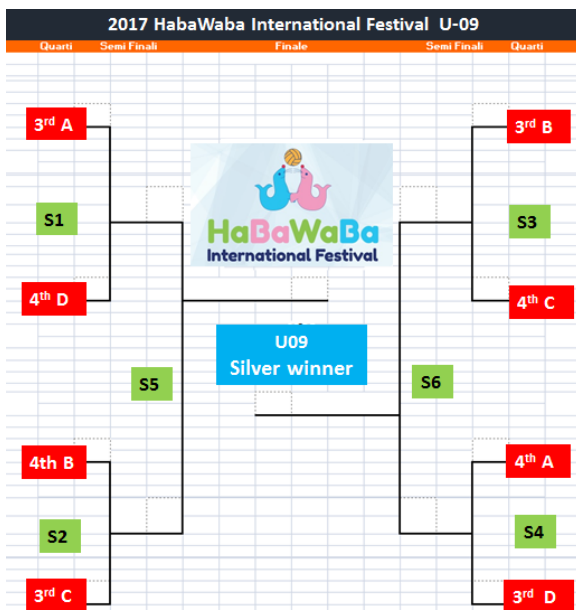 2017 HabaWaba International Festival U-09
Quarti Semi Finali Finale Semi Finali Quarti
3rd A 3rd B
HaBaWaBa
International Festival
S1 S3
4th D 4th C
U09
Silver winner
S5 S6
4th B 4th A
S2 S4
3rd C 3rd D